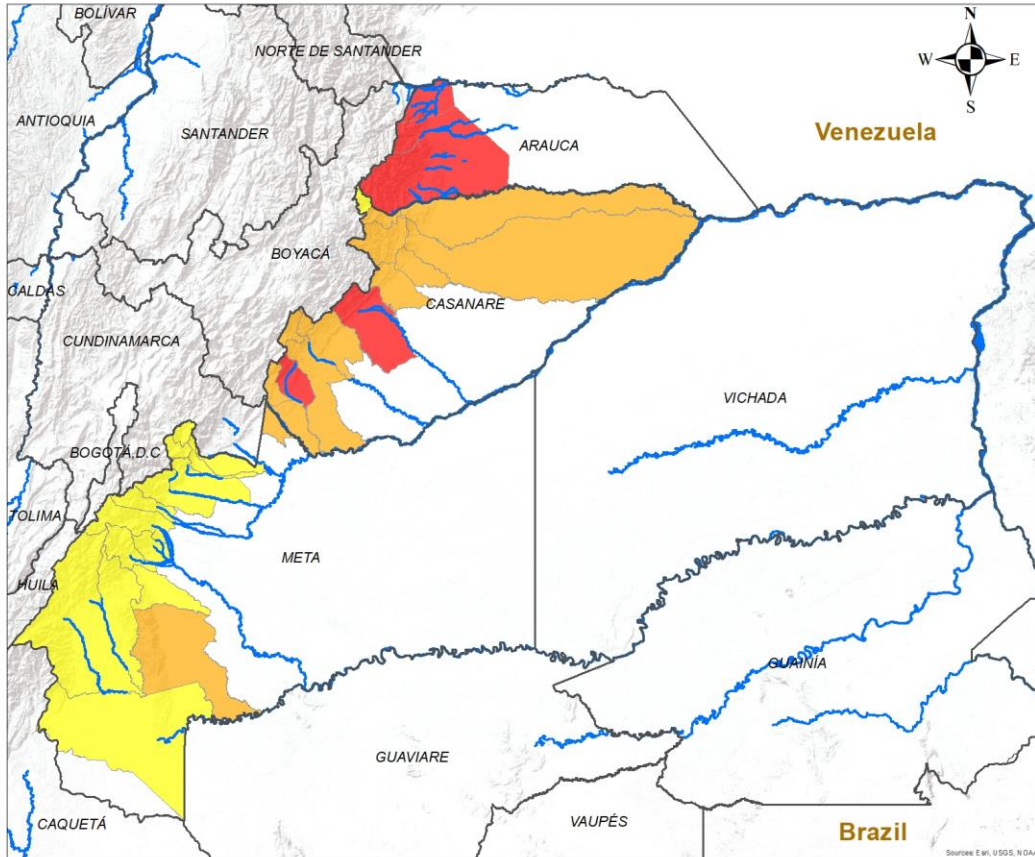 BOLÍVAR
N
NORTE DE SANTANDER
W
E
S
ANTIOQUIA
SANTANDER
ARAUCA
Venezuela
BOYACÁ
CALDAS
CASANARE
CUNDINAMARCA
VICHADA
BOGOTÁ D.C
TOLIMA
META
HUILA
GUAINÍA
GUAVIARE
CAQUETÁ
VAUPÉS
Brazil
Sources: Esri, USGS, NOAA